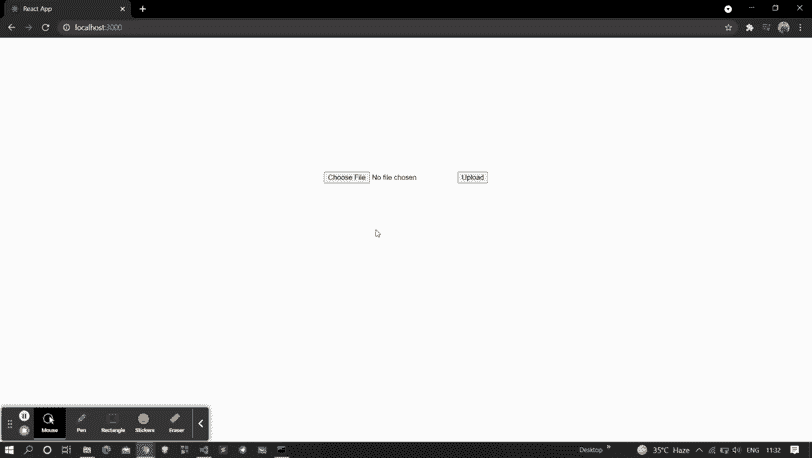 React App
localhost:3000
Choose File No file chosen Upload
Mouse Pen Rectangle Stickers Eraser
Desktop 35°C Haze ENG 11:32